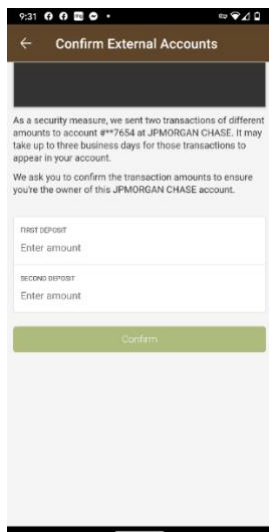 9:31
Confirm External Accounts
As a security measure, we sent two transactions of different
amounts to account #**7654 at JPMORGAN CHASE. It may
take up to three business days for those transactions to
appear in your account.
We ask you to confirm the transaction amounts to ensure
you're the owner of this JPMORGAN CHASE account.
FIRST DEPOSIT
Enter amount
SECOND DEPOSIT
Enter amount
Confirm